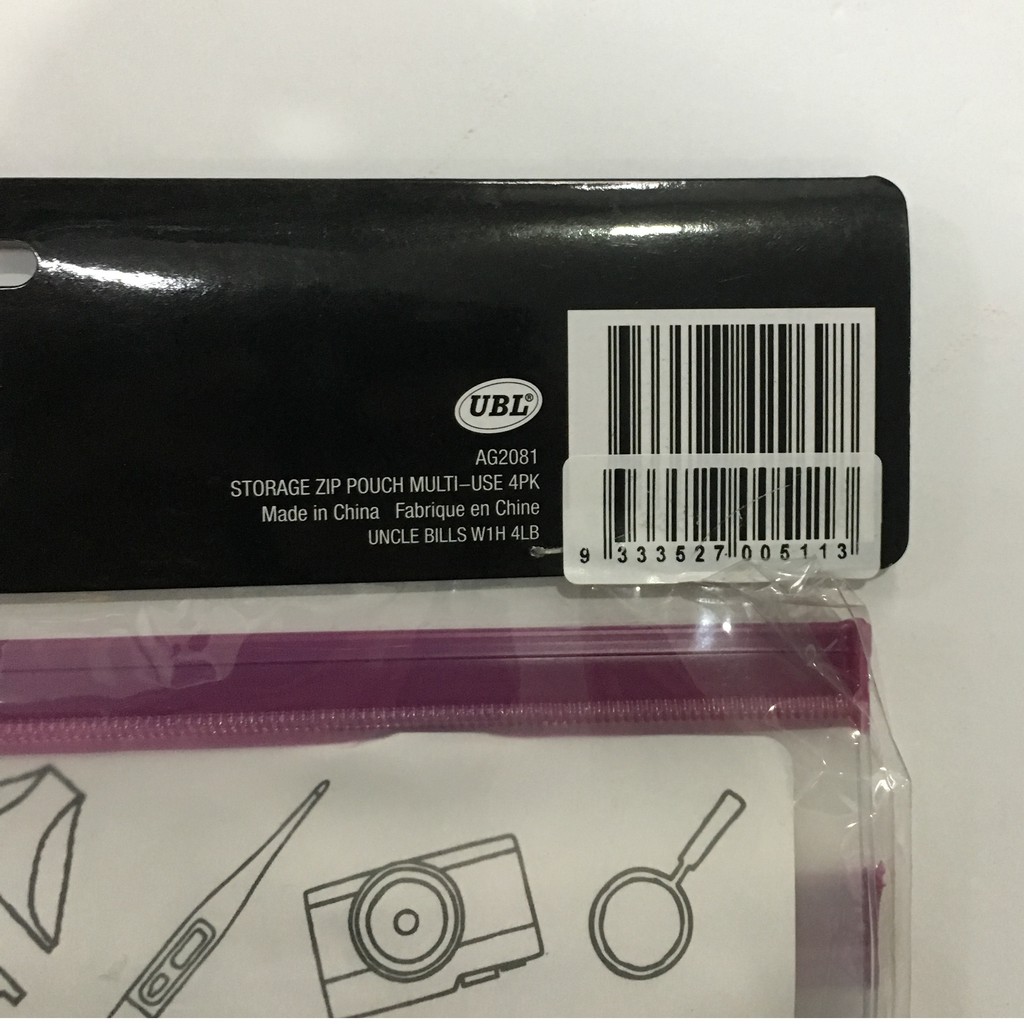 UBL®
AG2081
STORAGE ZIP POUCH MULTI–USE 4PK
Made in China Fabrique en Chine
UNCLE BILLS W1H 4LB
9 333527 005113